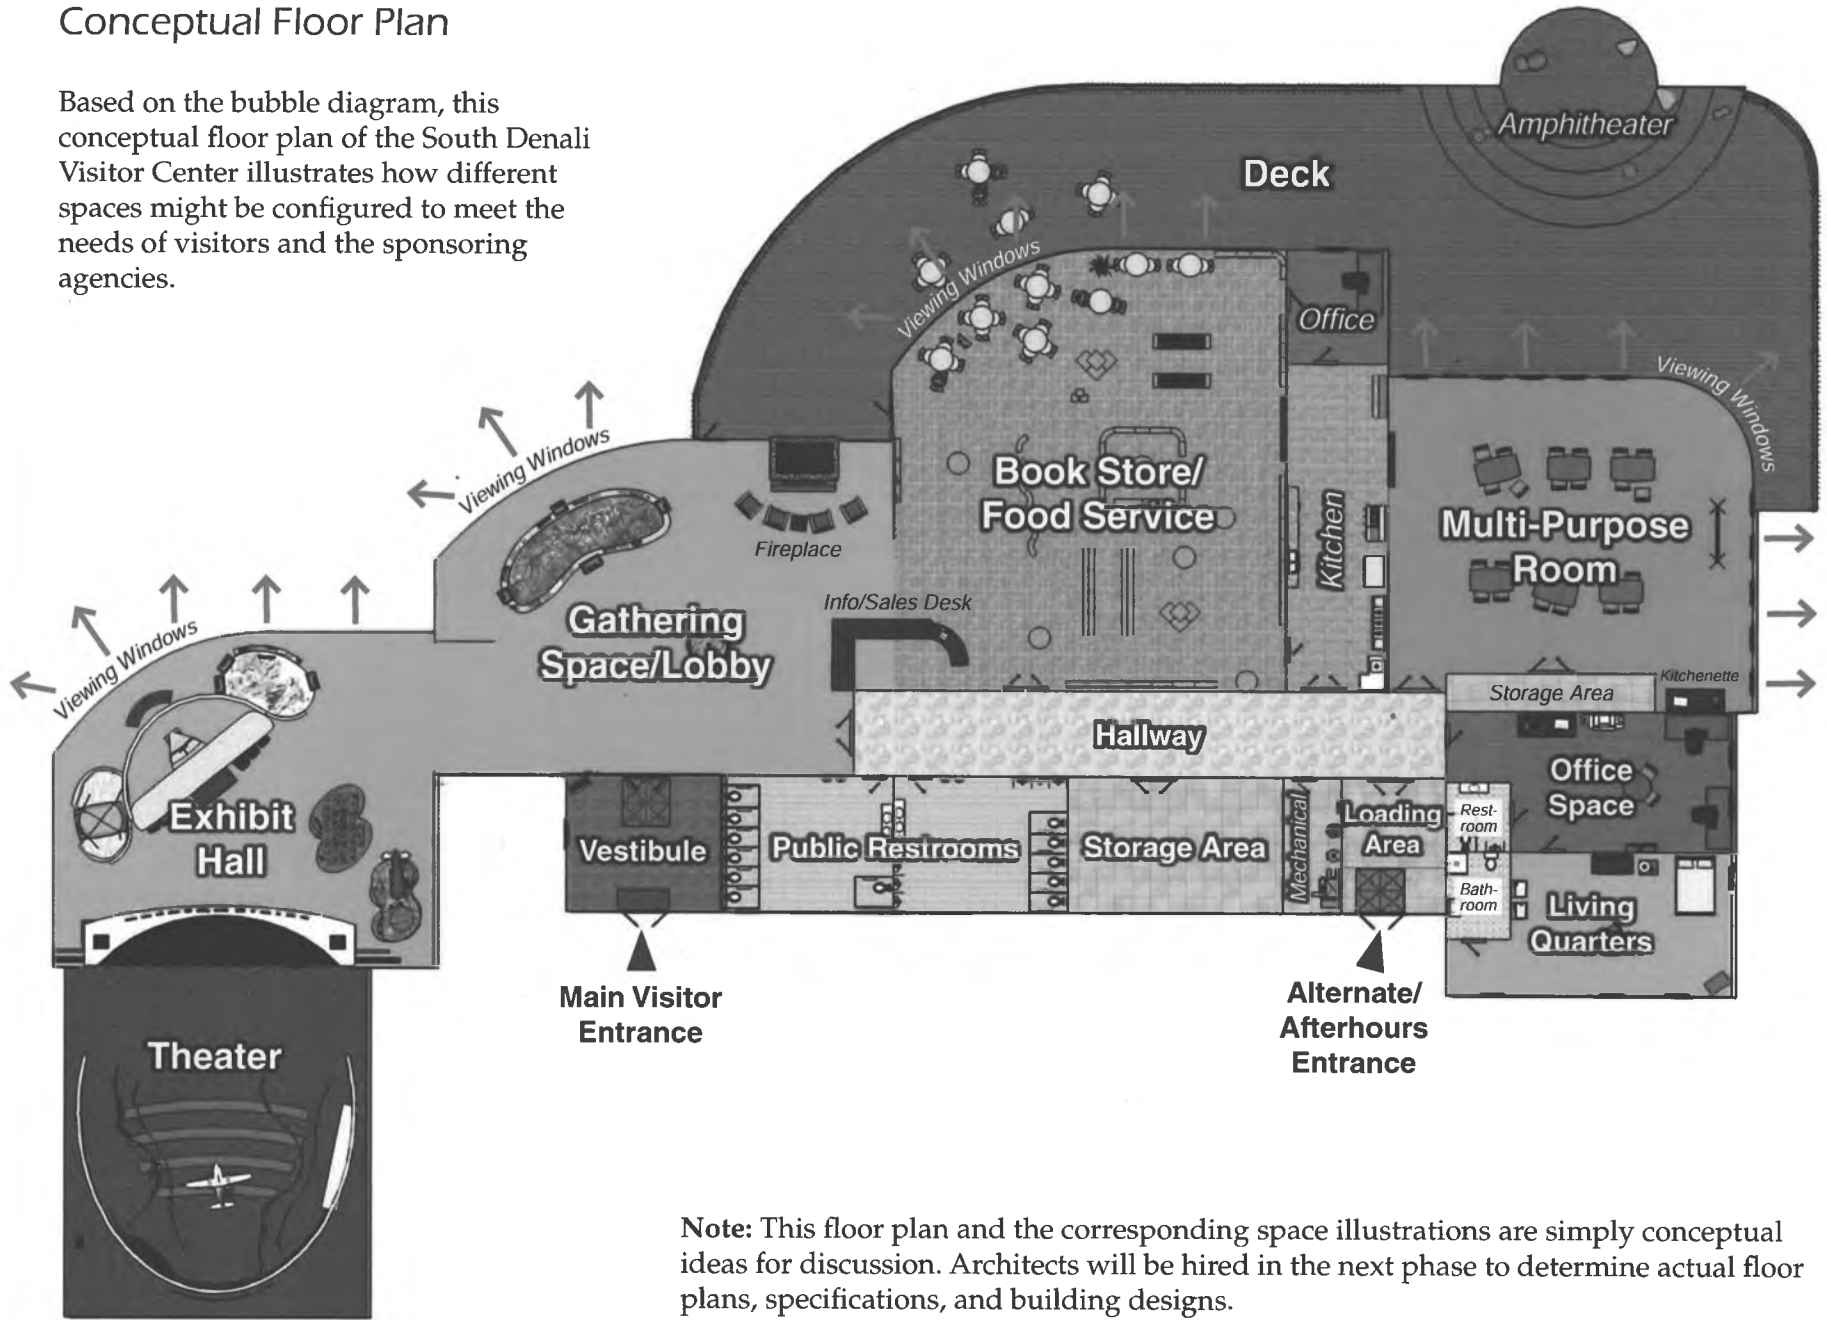 Conceptual Floor Plan
Based on the bubble diagram, this
conceptual floor plan of the South Denali
Visitor Center illustrates how different
spaces might be configured to meet the
needs of visitors and the sponsoring
agencies.
Amphitheater
Deck
Viewing Windows
Office
Viewing Windows
Viewing Windows
Book Store/
Food Service
Kitchen
Multi-Purpose
Room
Fireplace
Info/Sales Desk
Gathering
Space/Lobby
Viewing Windows
Storage Area
Kitchenette
Hallway
Office
Space
Exhibit
Hall
Vestibule
Public Restrooms
Storage Area
Mechanical
Loading
Area
Rest-
room
Bath-
room
Living
Quarters
Main Visitor
Entrance
Alternate/
Afterhours
Entrance
Theater
Note: This floor plan and the corresponding space illustrations are simply conceptual
ideas for discussion. Architects will be hired in the next phase to determine actual floor
plans, specifications, and building designs.